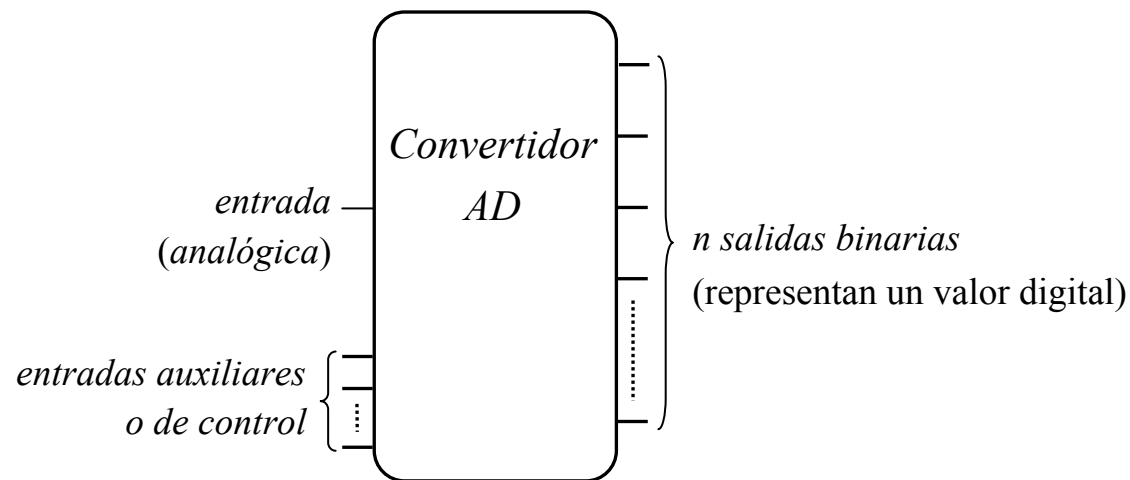 Convertidor
AD
entrada
(analógica)
n salidas binarias
(representan un valor digital)
entradas auxiliares
o de control